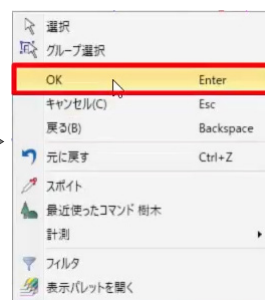 選択
グループ選択
OK Enter
キャンセル(C) Esc
戻る(B) Backspace
元に戻す Ctrl+Z
スポイト
最近使ったコマンド 樹木
計測
フィルタ
表示パレットを開く